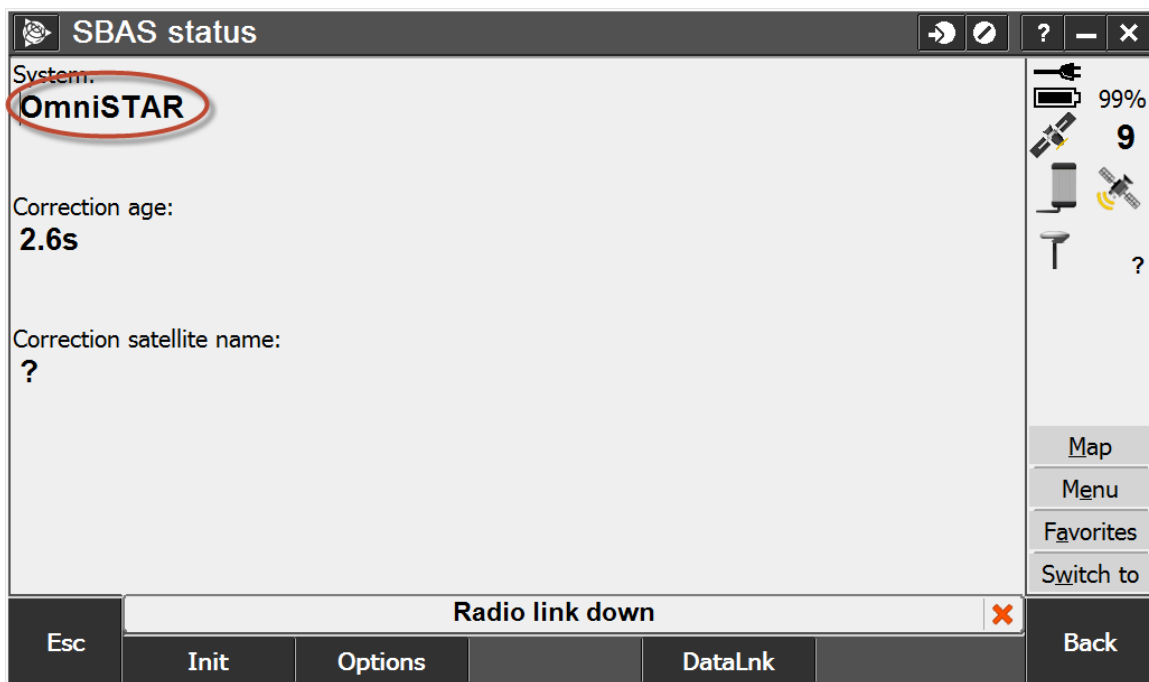 SBAS status
? – ×
System:
OmniSTAR
99%
9
Correction age:
2.6s
?
Correction satellite name:
?
Map
Menu
Favorites
Switch to
Radio link down
Esc
Init Options DataLnk
Back